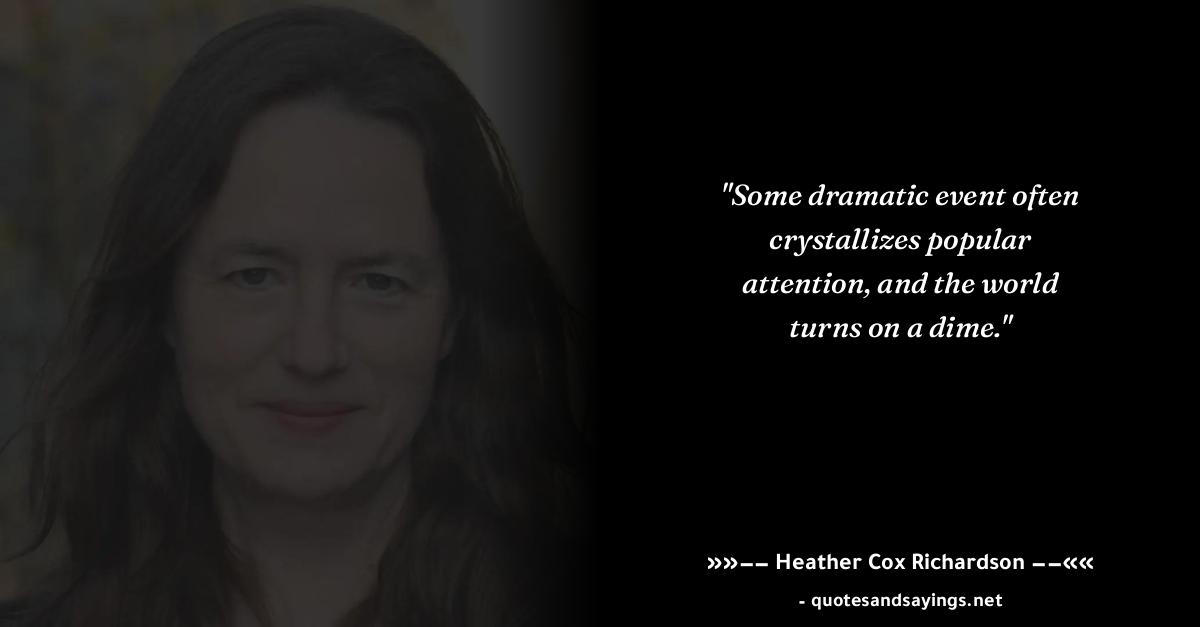 "Some dramatic event often
crystallizes popular
attention, and the world
turns on a dime."
»»−− Heather Cox Richardson −−««
- quotesandsayings.net